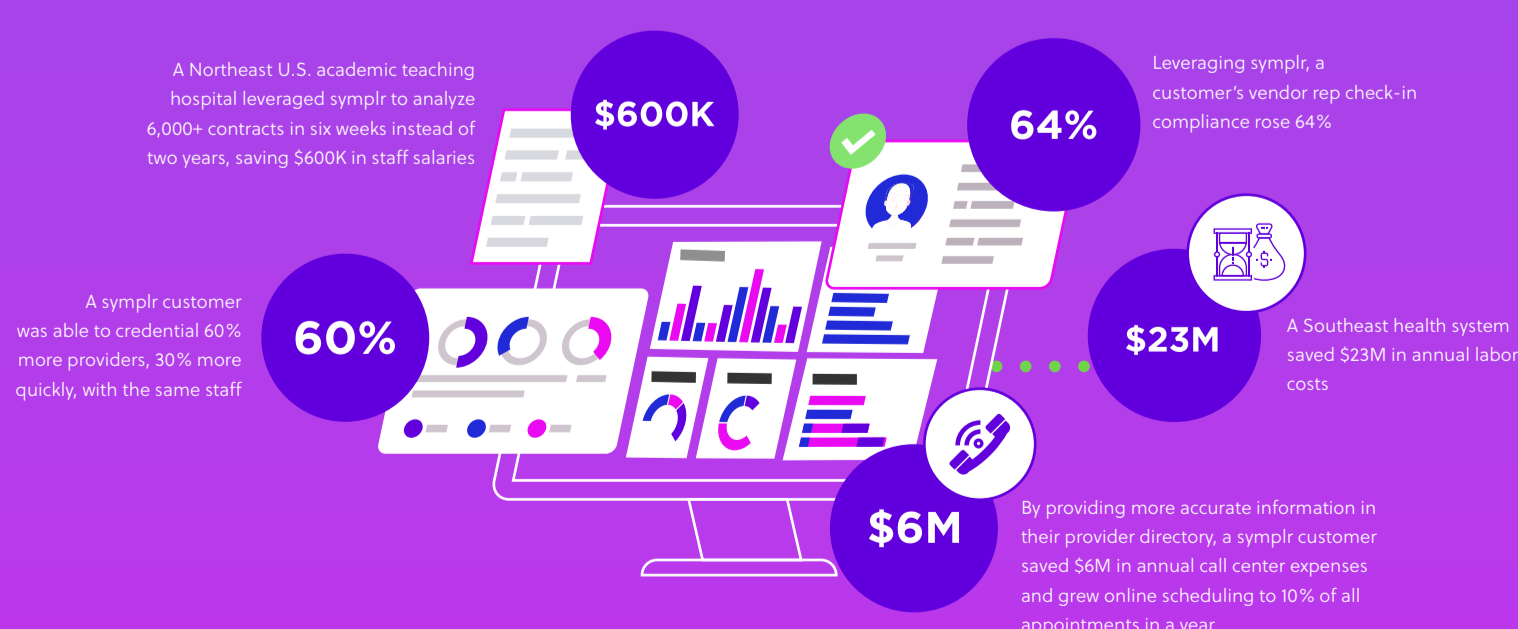 A Northeast U.S. academic teaching
hospital leveraged symplr to analyze
6,000+ contracts in six weeks instead of
two years, saving $600K in staff salaries
$600K
64%
Leveraging symplr, a
customer's vendor rep check-in
compliance rose 64%
A symplr customer
was able to credential 60%
more providers, 30% more
quickly, with the same staff
60%
$23M
A Southeast health system
saved $23M in annual labor
costs
$6M
By providing more accurate information in
their provider directory, a symplr customer
saved $6M in annual call center expenses
and grew online scheduling to 10% of all
appointments in a year